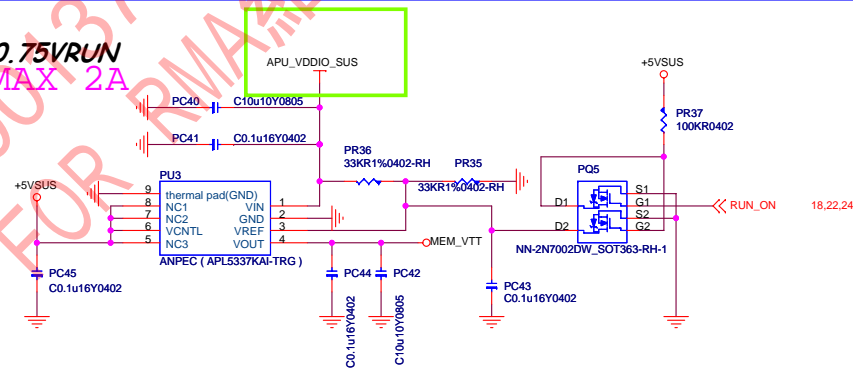 0.75VRUN
MAX 2A
APU_VDDIO_SUS
+5VSUS
PC40 C10u10Y0805
PR37
100KR0402
PC41 C0.1u16Y0402
PR36
33KR1%0402-RH
PR35
33KR1%0402-RH
PQ5
PU3
+5VSUS
9 thermal pad(GND)
8 NC1 VIN 1
7 NC2 GND 2
6 VCNTL VREF 3
5 NC3 VOUT 4
ANPEC ( APL5337KAI-TRG )
MEM_VTT
D1 S1
G1
D2 S2
G2
RUN_ON 18,22,24
NN-2N7002DW_SOT363-RH-1
PC45
C0.1u16Y0402
PC44
C0.1u16Y0402
PC42
C10u10Y0805
PC43
C0.1u16Y0402
FOR RMA